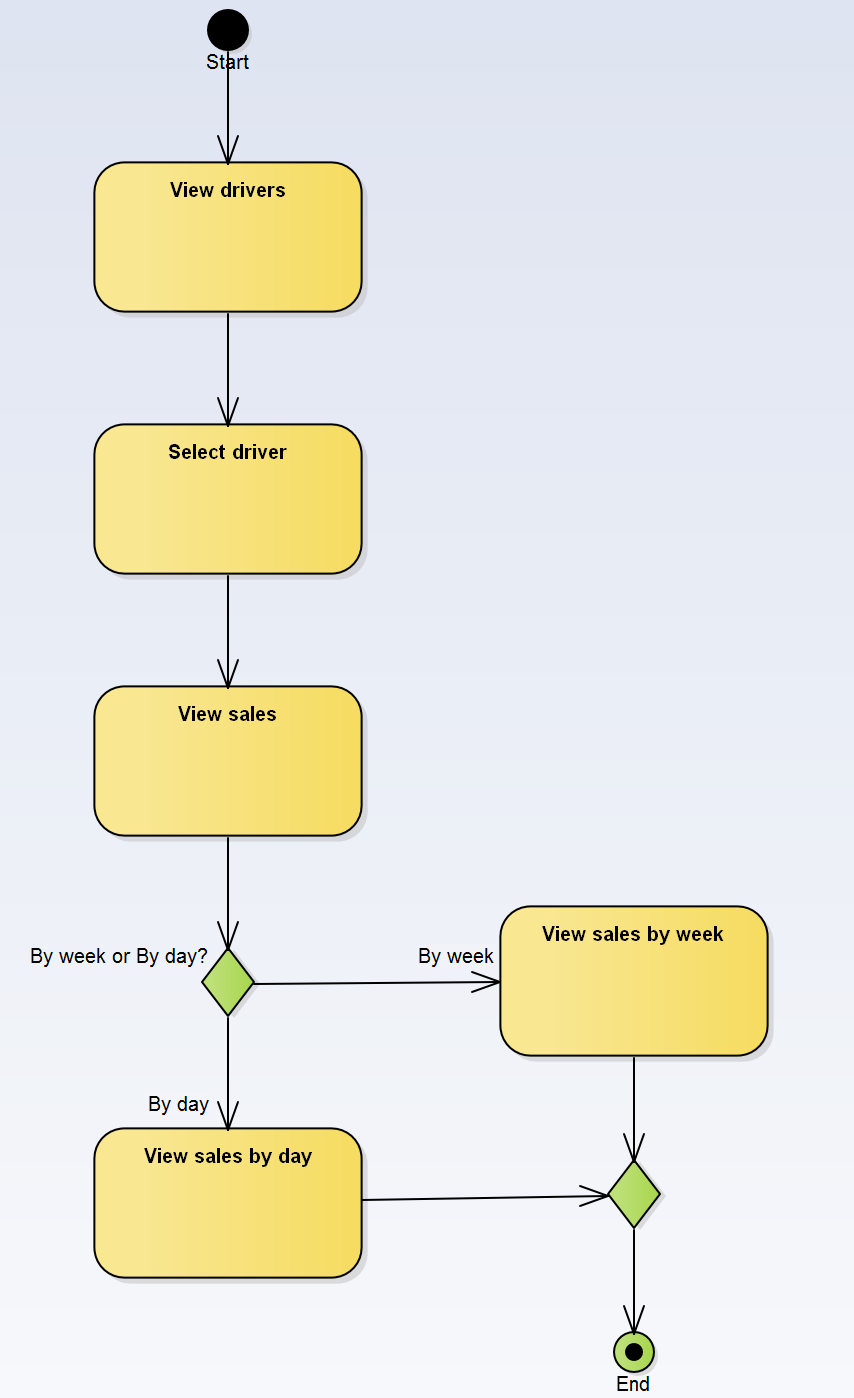 Start
View drivers
Select driver
View sales
By week or By day?
By week
View sales by week
By day
View sales by day
End